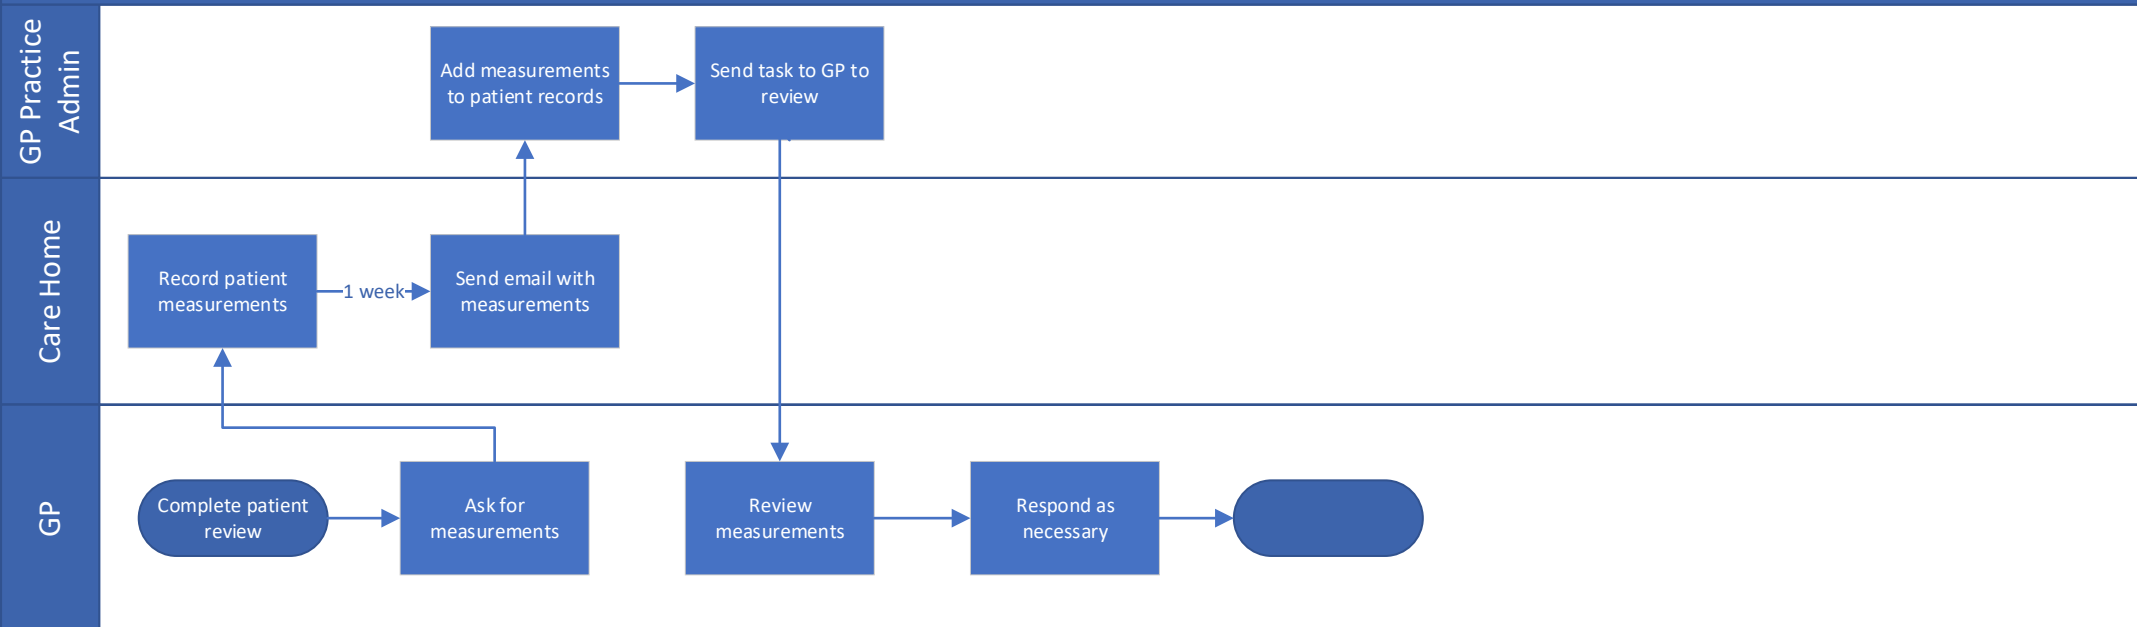 GP Practice
Admin
Add measurements
to patient records
Send task to GP to
review
Care Home
Record patient
measurements
1 week
Send email with
measurements
GP
Complete patient
review
Ask for
measurements
Review
measurements
Respond as
necessary